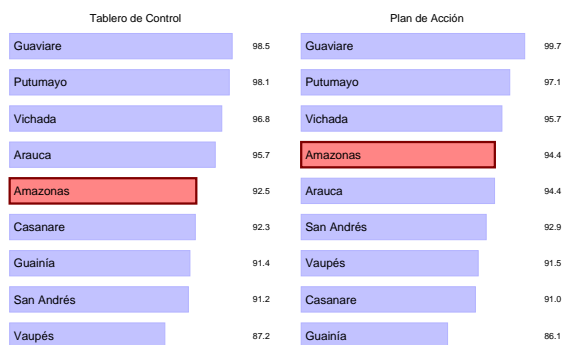 Tablero de Control
Guaviare 98.5
Putumayo 98.1
Vichada 96.8
Arauca 95.7
Amazonas 92.5
Casanare 92.3
Guainía 91.4
San Andrés 91.2
Vaupés 87.2
Plan de Acción
Guaviare 99.7
Putumayo 97.1
Vichada 95.7
Amazonas 94.4
Arauca 94.4
San Andrés 92.9
Vaupés 91.5
Casanare 91.0
Guainía 86.1